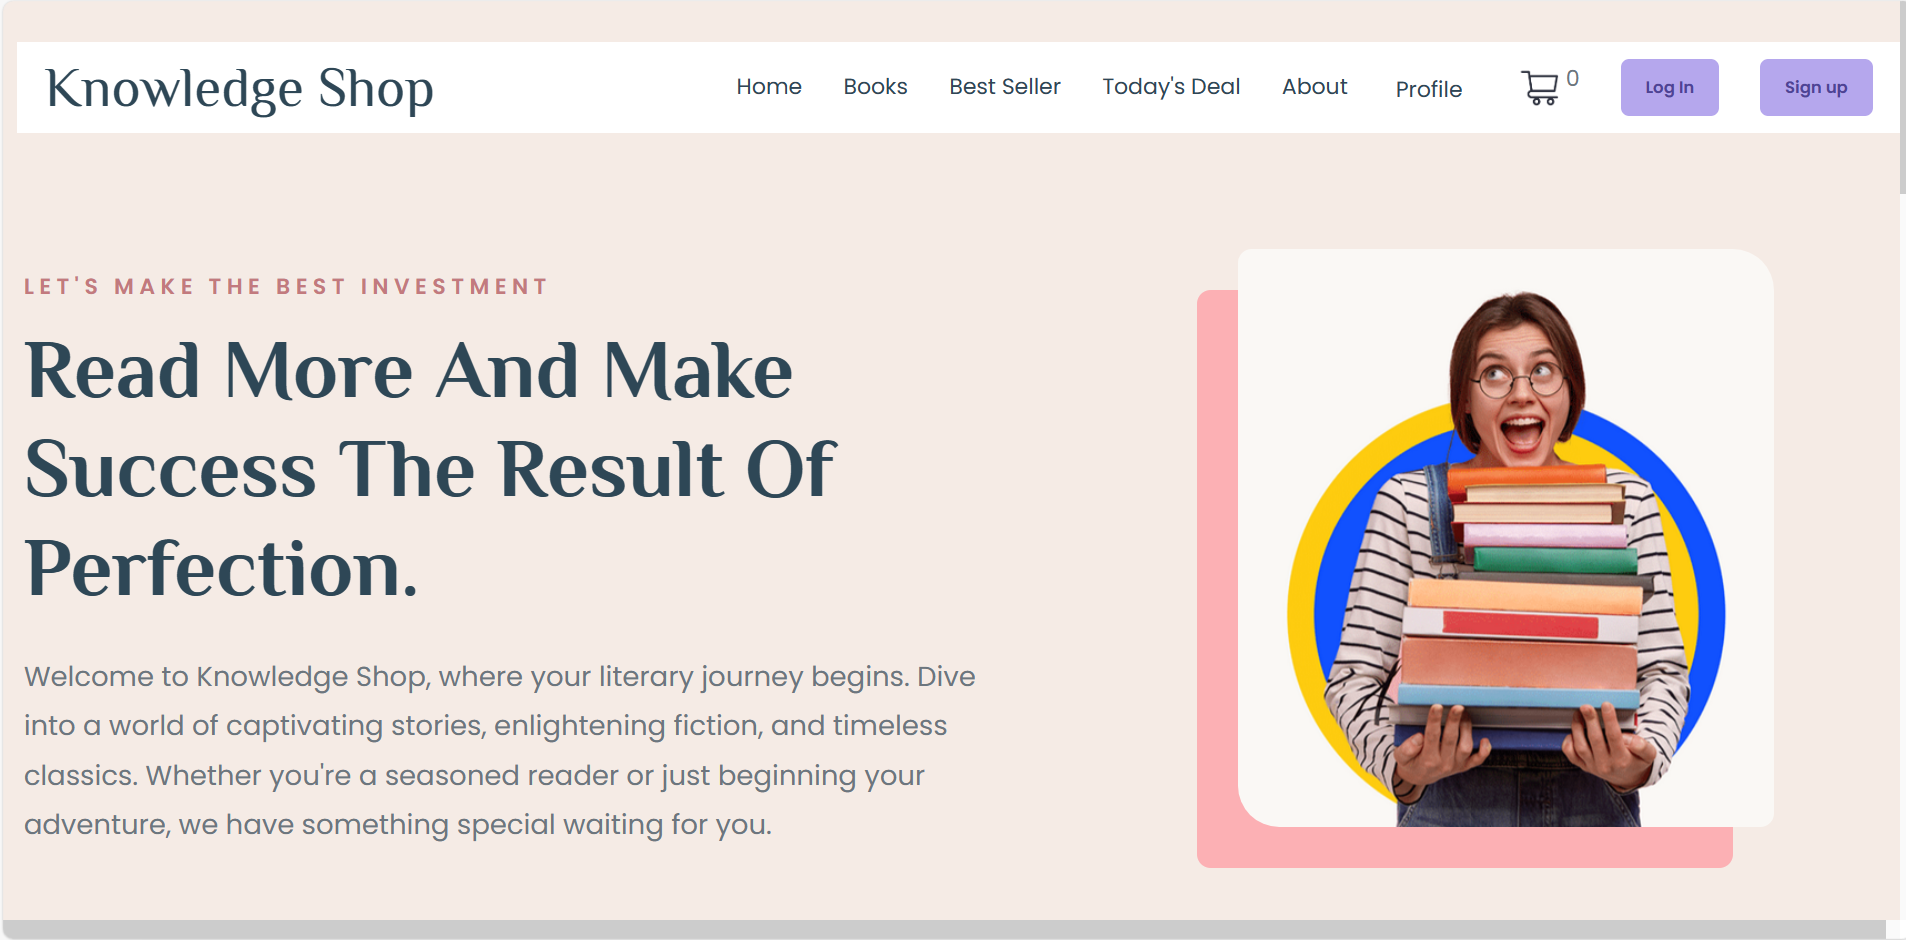 Knowledge Shop
Home Books Best Seller Today's Deal About Profile 0 Log In Sign up
LET'S MAKE THE BEST INVESTMENT
Read More And Make
Success The Result Of
Perfection.
Welcome to Knowledge Shop, where your literary journey begins. Dive
into a world of captivating stories, enlightening fiction, and timeless
classics. Whether you're a seasoned reader or just beginning your
adventure, we have something special waiting for you.